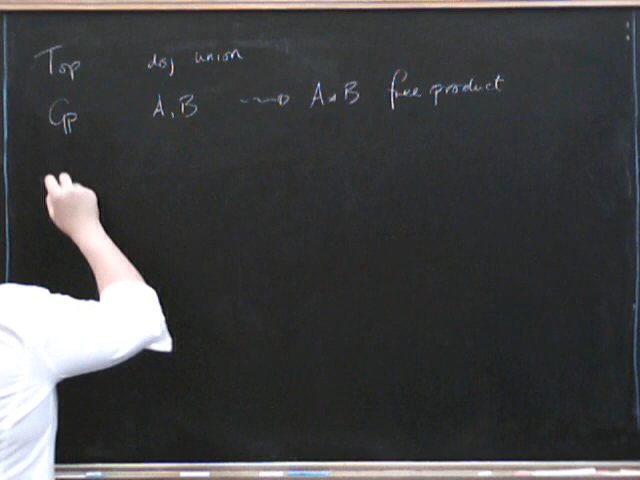 Top disj union
Gp A, B ⇝ A * B free product